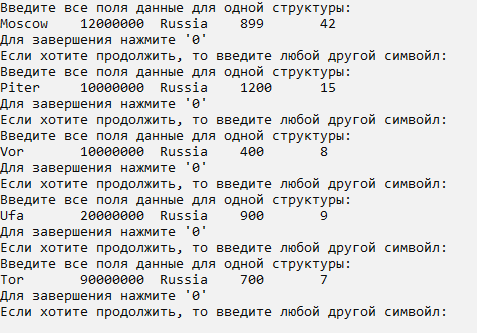 Введите все поля данные для одной структуры:
Moscow 12000000 Russia 899 42
Для завершения нажмите '0'
Если хотите продолжить, то введите любой другой симвойл:
Введите все поля данные для одной структуры:
Piter 10000000 Russia 1200 15
Для завершения нажмите '0'
Если хотите продолжить, то введите любой другой симвойл:
Введите все поля данные для одной структуры:
Vor 10000000 Russia 400 8
Для завершения нажмите '0'
Если хотите продолжить, то введите любой другой симвойл:
Введите все поля данные для одной структуры:
Ufa 20000000 Russia 900 9
Для завершения нажмите '0'
Если хотите продолжить, то введите любой другой симвойл:
Введите все поля данные для одной структуры:
Tor 90000000 Russia 700 7
Для завершения нажмите '0'
Если хотите продолжить, то введите любой другой симвойл: